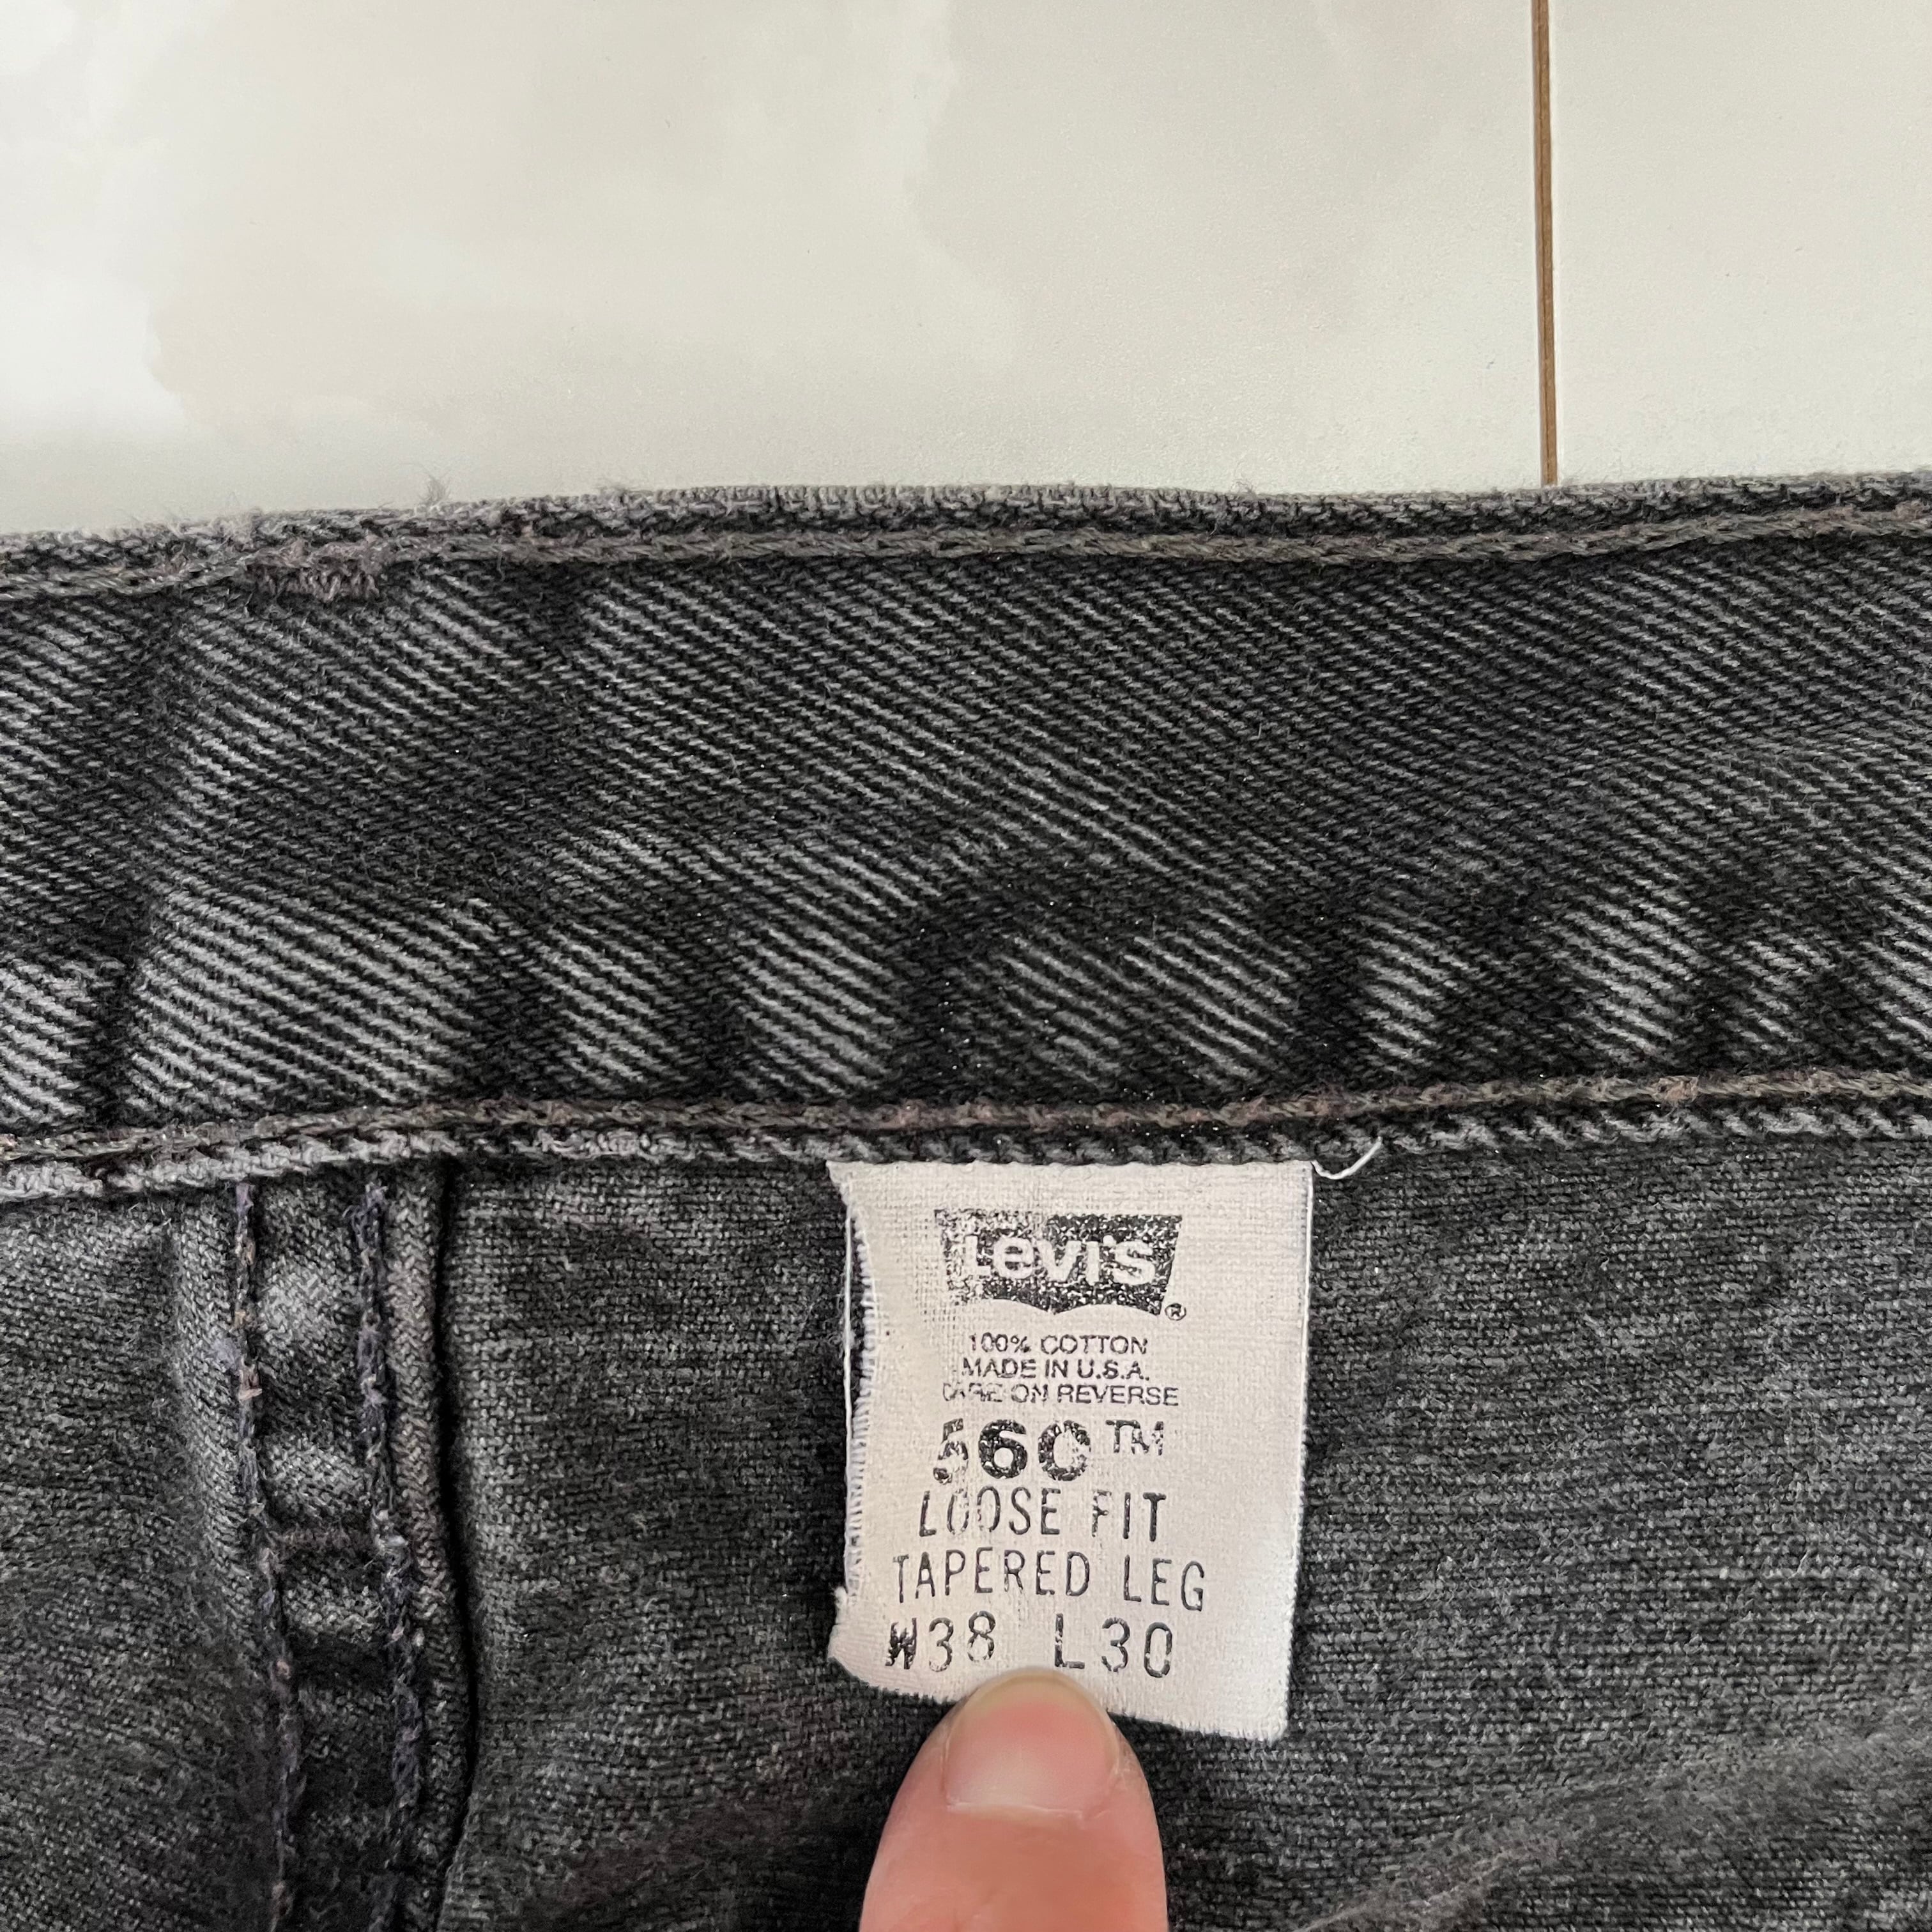 Levi's®
100% COTTON
MADE IN U.S.A.
CARE ON REVERSE
560™
LOOSE FIT
TAPERED LEG
W38 L30